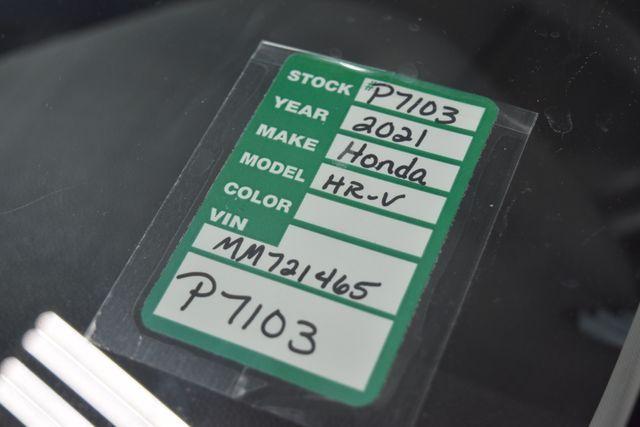 STOCK # P7103
YEAR 2021
MAKE Honda
MODEL HR-V
COLOR
VIN
MM721465
P7103